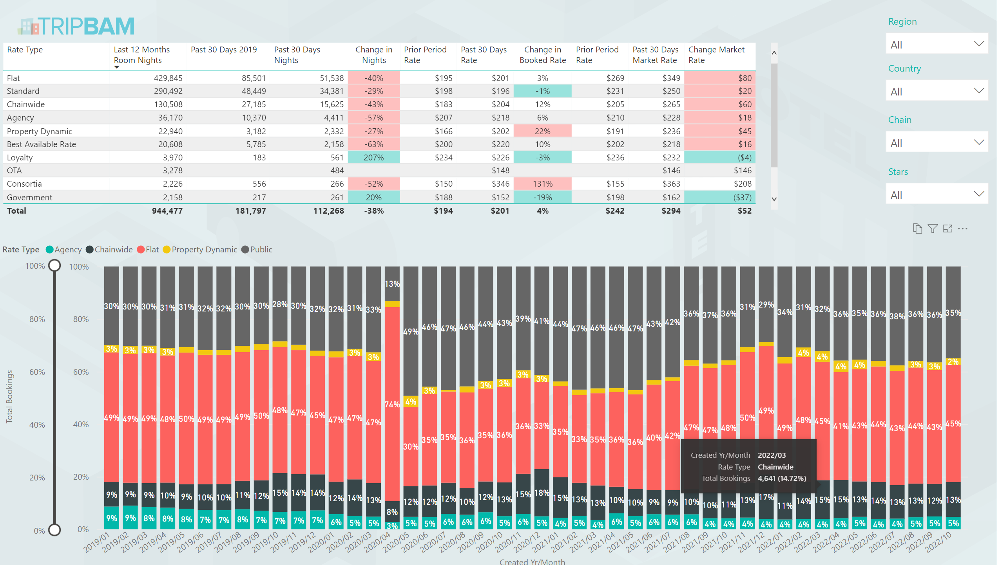 TRIPBAM
Region
All
Country
All
Chain
All
Stars
All
Rate Type Last 12 Months Room Nights Past 30 Days 2019 Past 30 Days Nights Change in Nights Prior Period Rate Past 30 Days Rate Change in Booked Rate Prior Period Rate Past 30 Days Market Rate Change Market Rate
Flat 429,845 85,501 51,538 -40% $195 $201 3% $269 $349 $80
Standard 290,492 48,449 34,381 -29% $198 $196 -1% $231 $250 $20
Chainwide 130,508 27,185 15,625 -43% $183 $204 12% $205 $265 $60
Agency 36,170 10,370 4,411 -57% $207 $218 6% $210 $228 $18
Property Dynamic 22,940 3,182 2,332 -27% $166 $202 22% $191 $236 $45
Best Available Rate 20,608 5,785 2,158 -63% $200 $220 10% $202 $218 $16
Loyalty 3,970 183 561 207% $234 $226 -3% $236 $232 ($4)
OTA 3,278 484 $148 $146 $146
Consortia 2,226 556 266 -52% $150 $346 131% $155 $363 $208
Government 2,158 217 261 20% $188 $152 -19% $198 $162 ($37)
Total 944,477 181,797 112,268 -38% $194 $201 4% $242 $294 $52
Rate Type Agency Chainwide Flat Property Dynamic Public
Total Bookings
100% 100%
80% 80%
60% 60%
40% 40%
20% 20%
0% 0%
30% 30% 30% 31% 31% 32% 32% 30% 30% 28% 30% 32% 32% 31% 33% 13% 49% 46% 47% 46% 44% 43% 39% 41% 44% 47% 46% 46% 47% 43% 42% 36% 37% 36% 31% 29% 34% 31% 32% 36% 35% 36% 38% 36% 36% 35%
3% 3% 3% 3% 3% 3% 4% 3% 3% 3% 3% 3% 4% 4% 4% 4% 3% 3% 2%
49% 49% 49% 48% 50% 49% 49% 49% 50% 48% 47% 45% 47% 47% 47% 74% 30% 35% 35% 36% 35% 36% 36% 33% 35% 33% 35% 36% 36% 40% 42% 47% 47% 48% 50% 49% 49% 48% 45% 41% 43% 44% 43% 44% 43% 45%
9% 9% 9% 10% 9% 10% 10% 11% 12% 15% 14% 14% 12% 14% 13% 8% 12% 12% 12% 10% 12% 13% 15% 18% 15% 13% 13% 10% 10% 9% 9% 10% 10% 11% 13% 17% 11% 14% 15% 15% 13% 14% 13% 13% 12% 13%
9% 9% 8% 8% 8% 7% 7% 8% 7% 7% 7% 7% 6% 5% 5% 3% 5% 5% 6% 6% 6% 5% 6% 5% 4% 5% 4% 6% 5% 6% 6% 6% 4% 4% 4% 4% 4% 4% 4% 4% 5% 4% 4% 5% 5% 5%
Created Yr/Month 2022/03
Rate Type Chainwide
Total Bookings 4,641 (14.72%)
2019/01 2019/02 2019/03 2019/04 2019/05 2019/06 2019/07 2019/08 2019/09 2019/10 2019/11 2019/12 2020/01 2020/02 2020/03 2020/04 2020/05 2020/06 2020/07 2020/08 2020/09 2020/10 2020/11 2020/12 2021/01 2021/02 2021/03 2021/04 2021/05 2021/06 2021/07 2021/08 2021/09 2021/10 2021/11 2021/12 2022/01 2022/02 2022/03 2022/04 2022/05 2022/06 2022/07 2022/08 2022/09 2022/10
Created Yr/Month